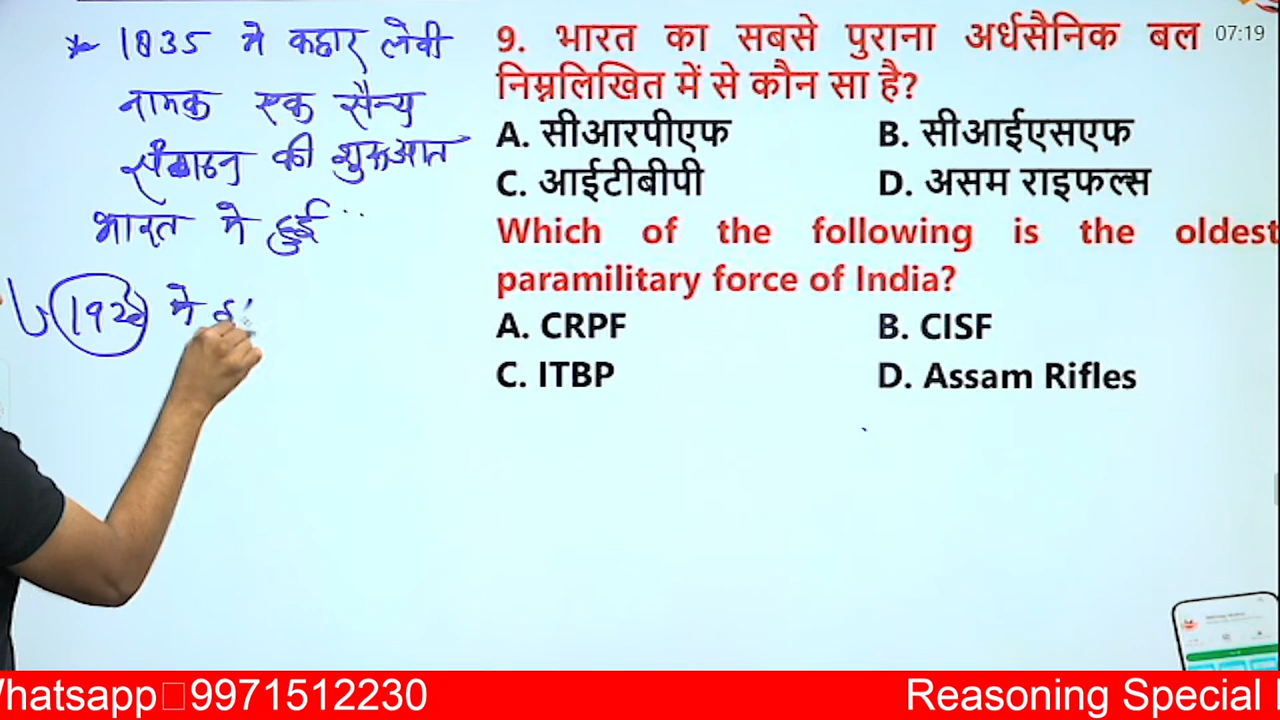 * 1835 मे कहार लेवी
नामक एक सैन्य
संगठन की शुरूआत
भारत मे हुई..
मे
9. भारत का सबसे पुराना अर्धसैनिक बल
निम्नलिखित में से कौन सा है?
A. सीआरपीएफ B. सीआईएसएफ
C. आईटीबीपी D. असम राइफल्स
Which of the following is the oldest
paramilitary force of India?
A. CRPF B. CISF
C. ITBP D. Assam Rifles
07:19
hatsapp 9971512230 Reasoning Special